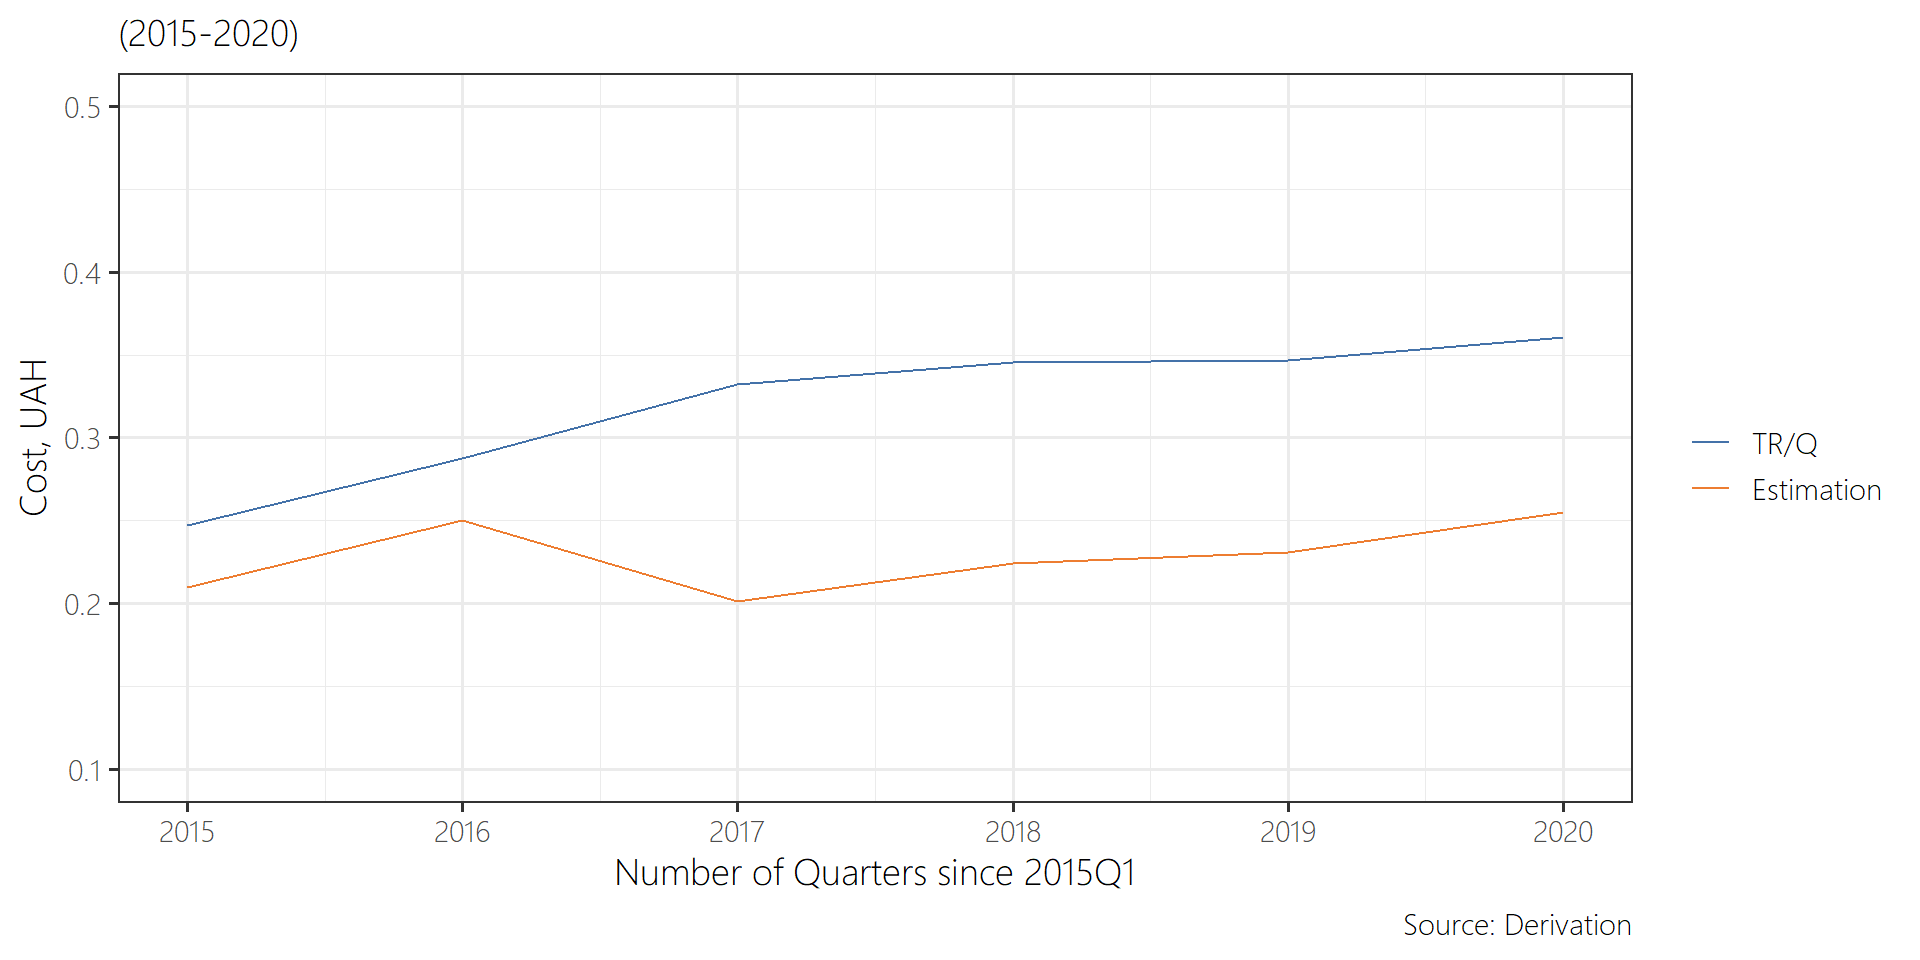 (2015-2020)
0.5
0.4
0.3
0.2
0.1
Cost, UAH
2015 2016 2017 2018 2019 2020
Number of Quarters since 2015Q1
TR/Q
Estimation
Source: Derivation